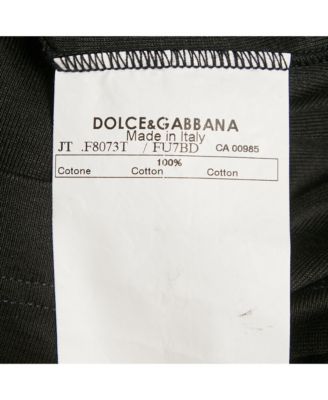 DOLCE&GABBANA
Made in Italy
JT .F8073T / FU7BD CA 00985
100%
Cotone Cotton Cotton